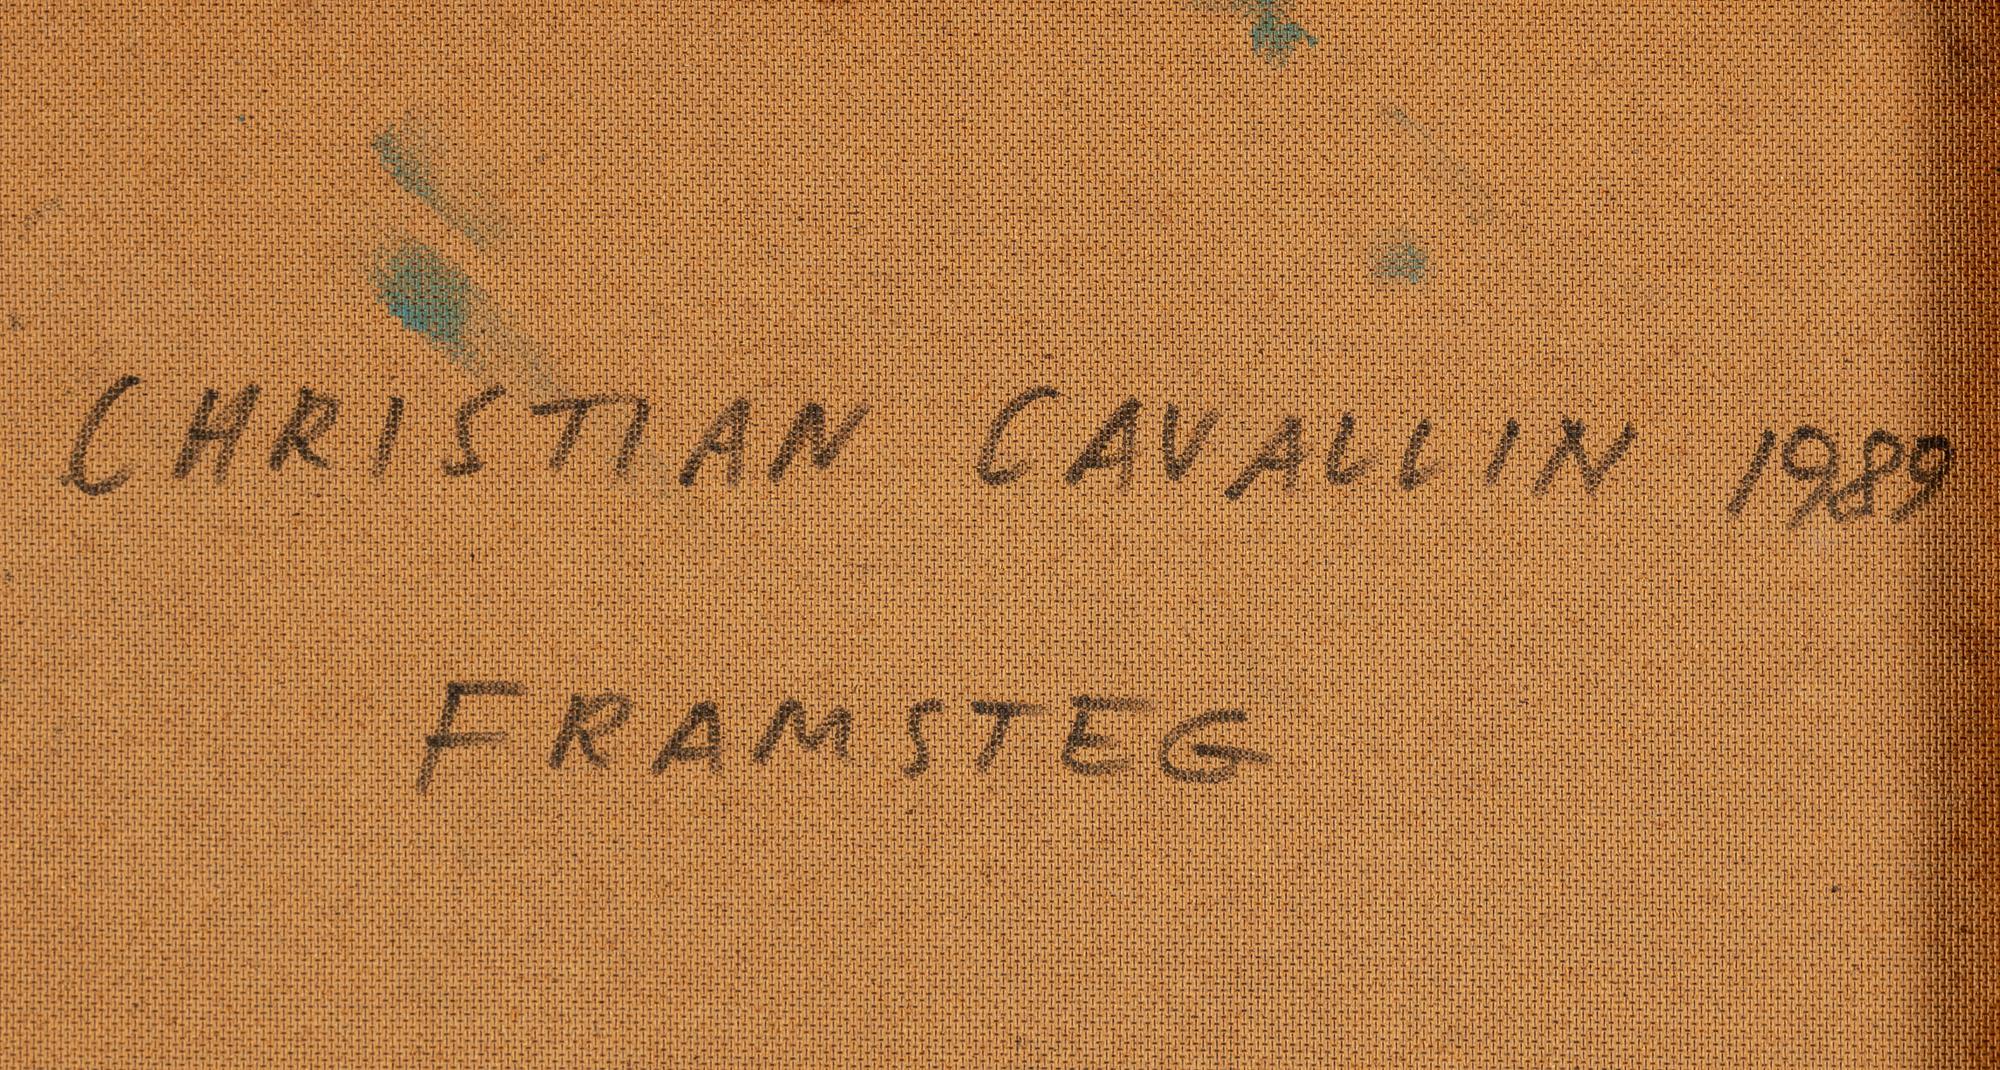 CHRISTIAN CAVALLIN 1989
FRAMSTEG